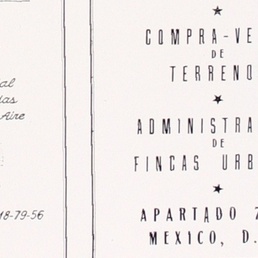 al
as
Aire
18-79-56
COMPRA-VE
DE
TERRENO
ADMINISTRA
DE
FINCAS URB
APARTADO 7
MEXICO, D.